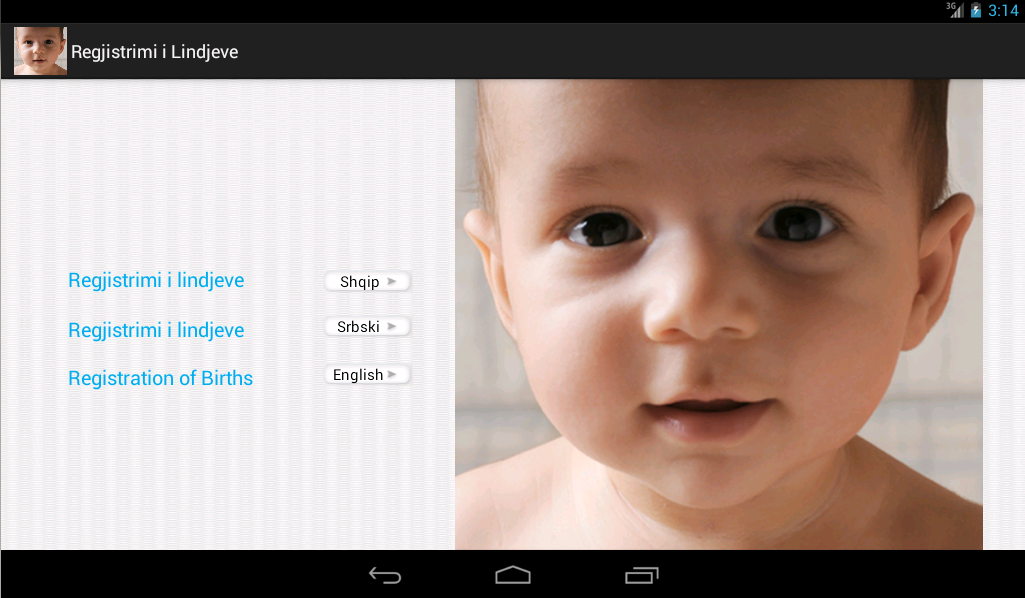 3G 3:14
Regjistrimi i Lindjeve
Regjistrimi i lindjeve Shqip
Regjistrimi i lindjeve Srbski
Registration of Births English